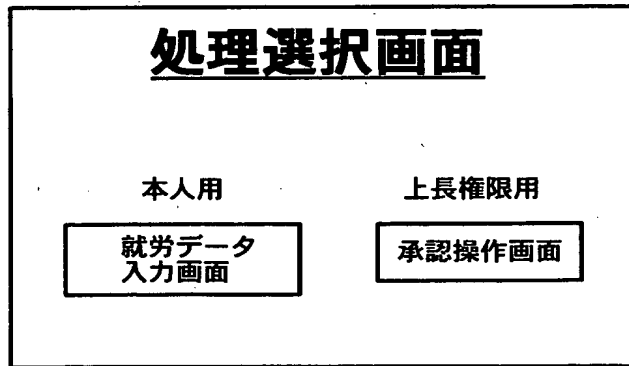 処理選択画面
本人用
上長権限用
就労データ
入力画面
承認操作画面